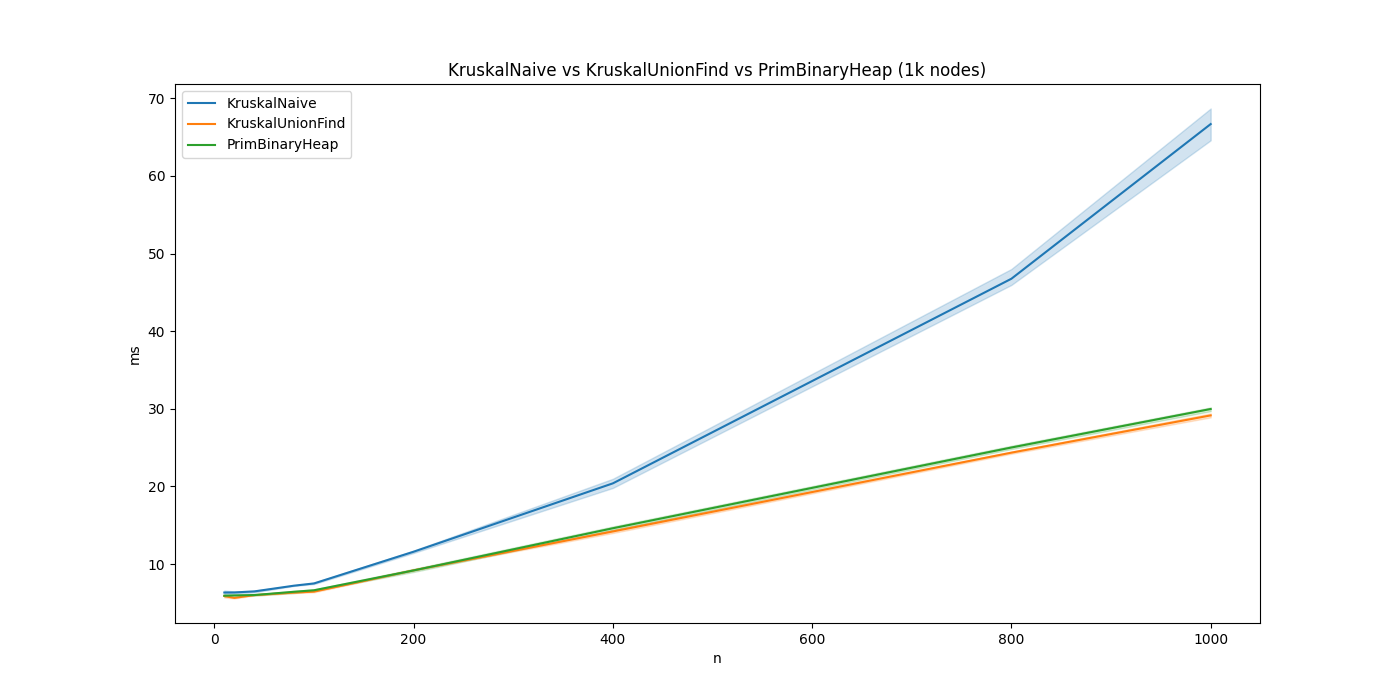 KruskalNaive vs KruskalUnionFind vs PrimBinaryHeap (1k nodes)
KruskalNaive
KruskalUnionFind
PrimBinaryHeap
70
60
50
40
30
20
10
ms
0 200 400 600 800 1000
n